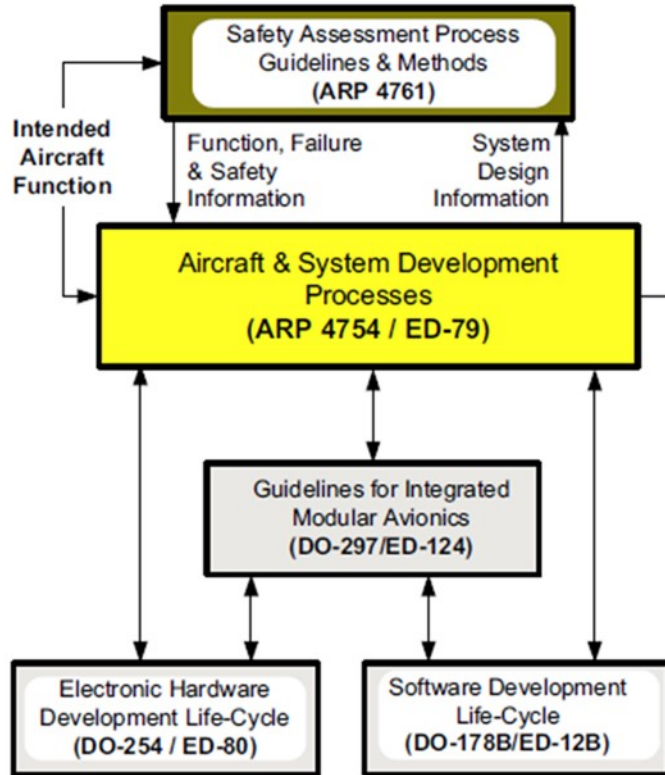 Safety Assessment Process
Guidelines & Methods
(ARP 4761)
Intended
Aircraft
Function
Function, Failure
& Safety
Information
System
Design
Information
Aircraft & System Development
Processes
(ARP 4754 / ED-79)
Guidelines for Integrated
Modular Avionics
(DO-297/ED-124)
Electronic Hardware
Development Life-Cycle
(DO-254 / ED-80)
Software Development
Life-Cycle
(DO-178B/ED-12B)